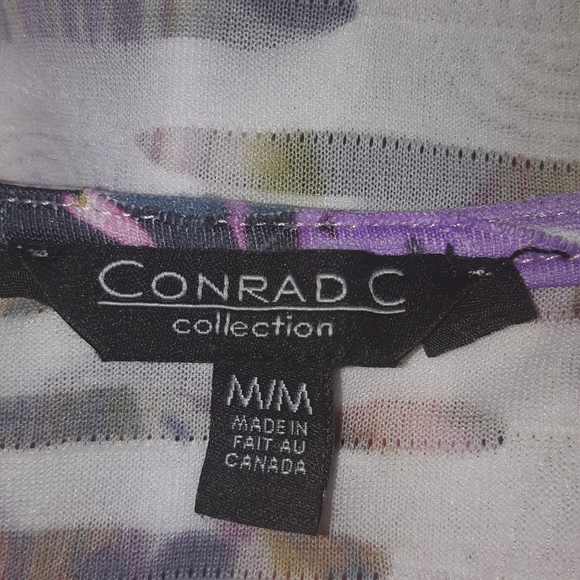 CONRAD C
collection
M/M
MADE IN
FAIT AU
CANADA